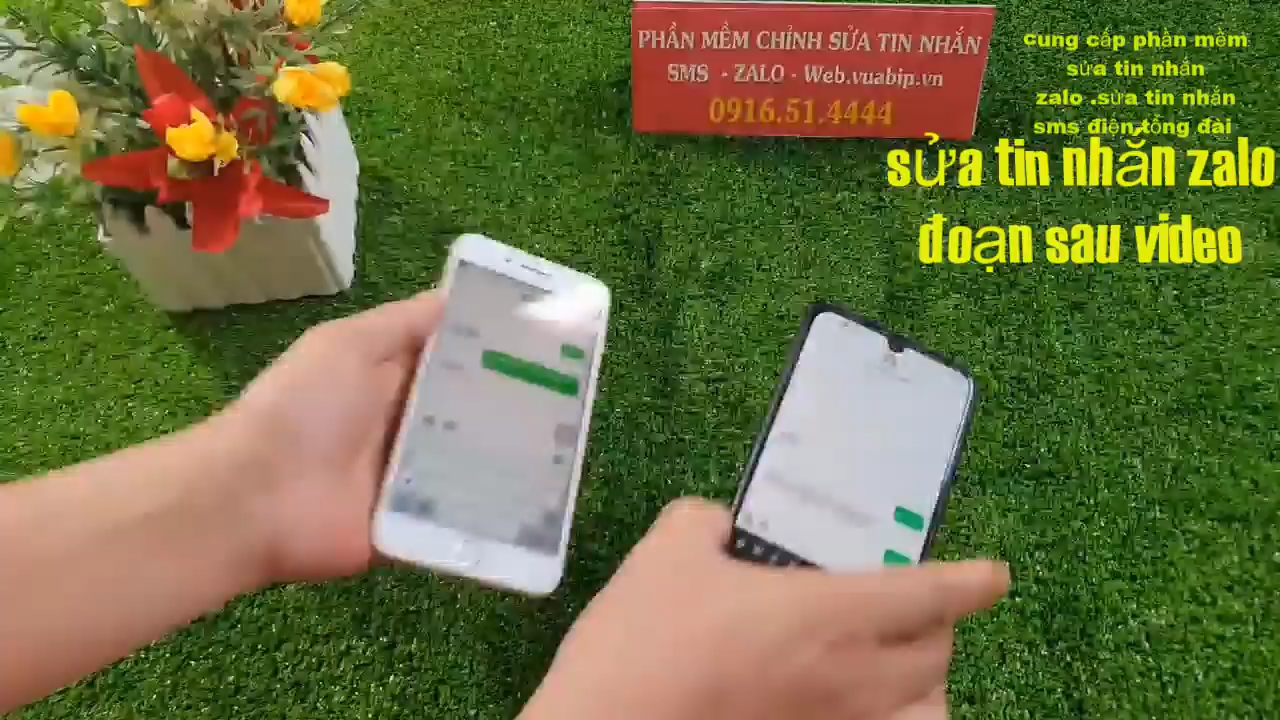 PHẦN MỀM CHỈNH SỬA TIN NHẮN
SMS - ZALO - Web.vuabip.vn
0916.51.4444
cung cấp phần mềm
sửa tin nhắn
zalo .sửa tin nhắn
sms điện,tổng đài
sửa tin nhắn zalo
đoạn sau video